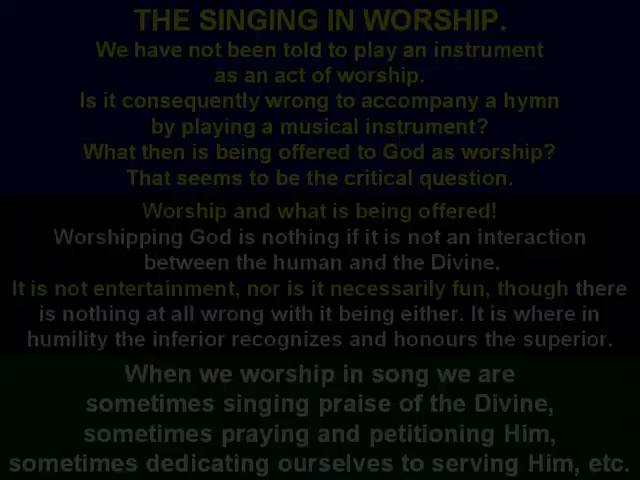 THE SINGING IN WORSHIP.
We have not been told to play an instrument
as an act of worship.
Is it consequently wrong to accompany a hymn
by playing a musical instrument?
What then is being offered to God as worship?
That seems to be the critical question.
Worship and what is being offered!
Worshipping God is nothing if it is not an interaction
between the human and the Divine.
It is not entertainment, nor is it necessarily fun, though there
is nothing at all wrong with it being either. It is where in
humility the inferior recognizes and honours the superior.
When we worship in song we are
sometimes singing praise of the Divine,
sometimes praying and petitioning Him,
sometimes dedicating ourselves to serving Him, etc.